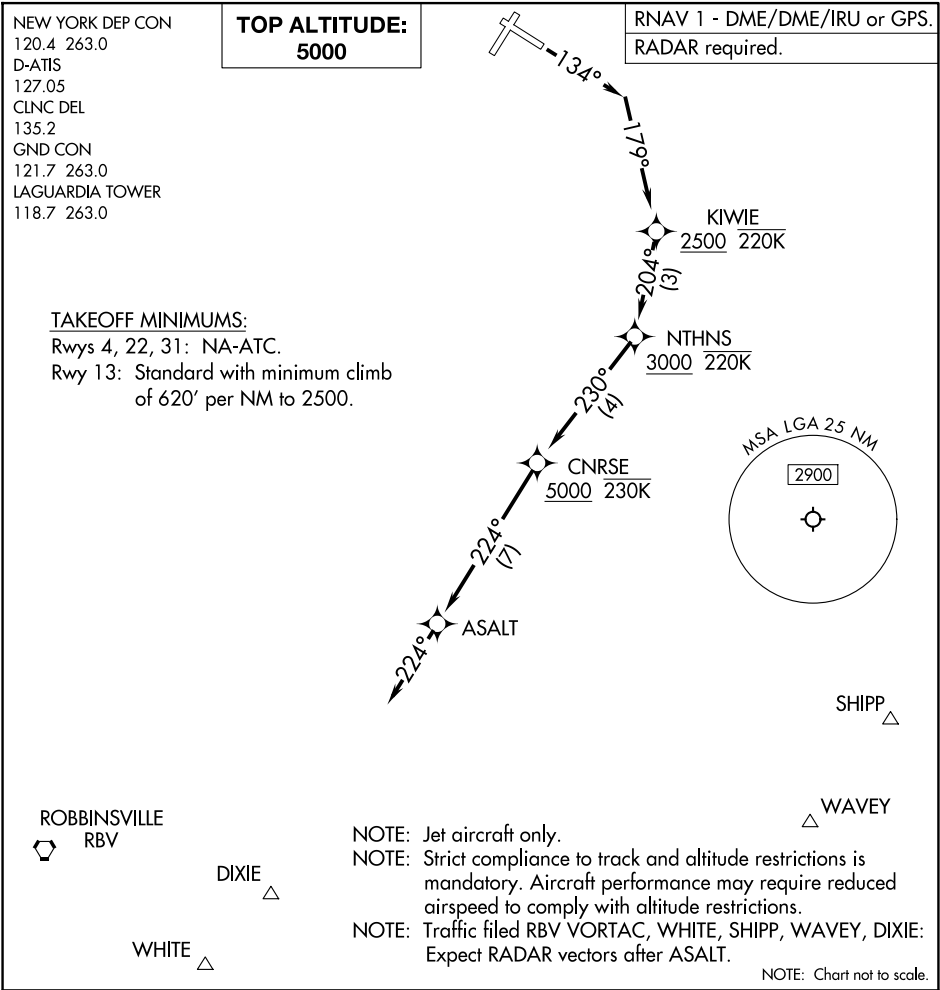 NEW YORK DEP CON
120.4 263.0
D-ATIS
127.05
CLNC DEL
135.2
GND CON
121.7 263.0
LAGUARDIA TOWER
118.7 263.0
TOP ALTITUDE:
5000
RNAV 1 - DME/DME/IRU or GPS.
RADAR required.
134°
179°
KIWIE
2500 220K
204°
(3)
NTHNS
3000 220K
TAKEOFF MINIMUMS:
Rwys 4, 22, 31: NA-ATC.
Rwy 13: Standard with minimum climb
of 620' per NM to 2500.
230°
(4)
CNRSE
5000 230K
MSA LGA 25 NM
2900
224°
(7)
ASALT
224°
SHIPP
WAVEY
ROBBINSVILLE
RBV
DIXIE
WHITE
NOTE: Jet aircraft only.
NOTE: Strict compliance to track and altitude restrictions is
mandatory. Aircraft performance may require reduced
airspeed to comply with altitude restrictions.
NOTE: Traffic filed RBV VORTAC, WHITE, SHIPP, WAVEY, DIXIE:
Expect RADAR vectors after ASALT.
NOTE: Chart not to scale.